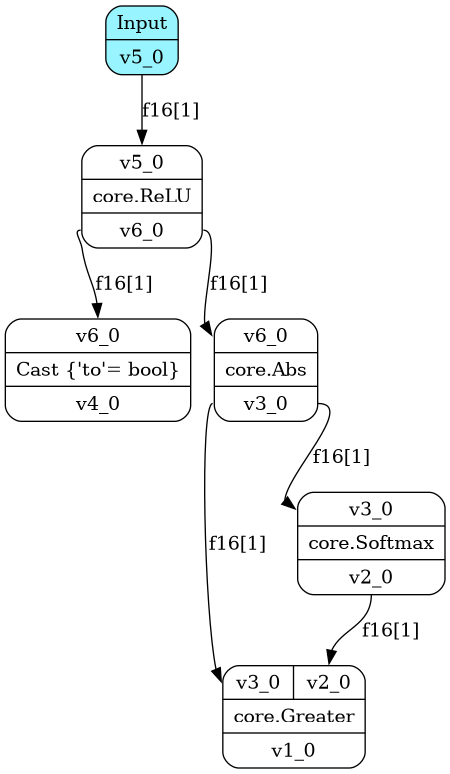 Input
v5_0
f16[1]
v5_0
core.ReLU
v6_0
f16[1]
f16[1]
v6_0
Cast {'to'= bool}
v4_0
v6_0
core.Abs
v3_0
f16[1]
v3_0
core.Softmax
v2_0
f16[1]
f16[1]
v3_0 v2_0
core.Greater
v1_0